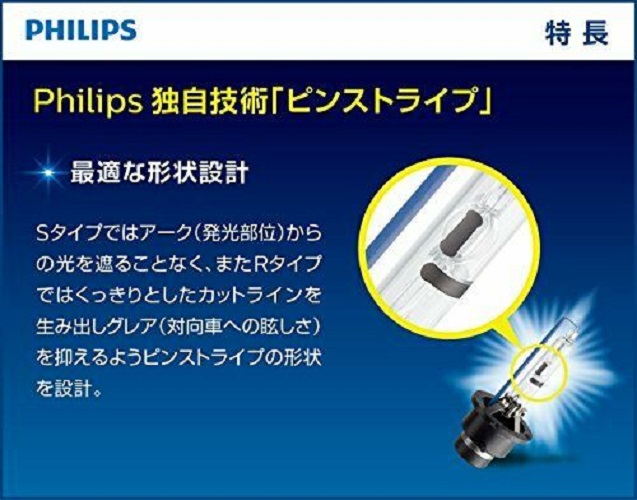 PHILIPS
特長
Philips 独自技術「ピンストライプ」
最適な形状設計
Sタイプではアーク(発光部位)から
の光を遮ることなく、またRタイプ
ではくっきりとしたカットラインを
生み出しグレア(対向車への眩しさ)
を抑えるようピンストライプの形状
を設計。